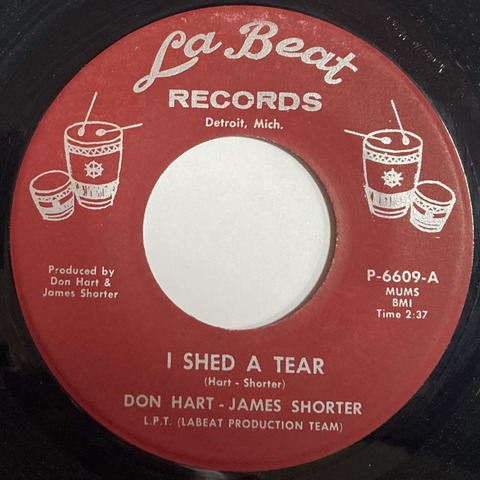 La Beat
RECORDS
Detroit, Mich.
Produced by
Don Hart &
James Shorter
P-6609-A
MUMS
BMI
Time 2:37
I SHED A TEAR
(Hart - Shorter)
DON HART - JAMES SHORTER
L.P.T. (LABEAT PRODUCTION TEAM)